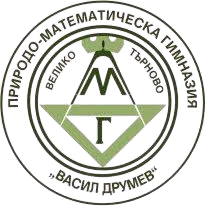 ПРИРОДО-МАТЕМАТИЧЕСКА ГИМНАЗИЯ
ВЕЛИКО ТЪРНОВО
М
Г
„ВАСИЛ ДРУМЕВ“